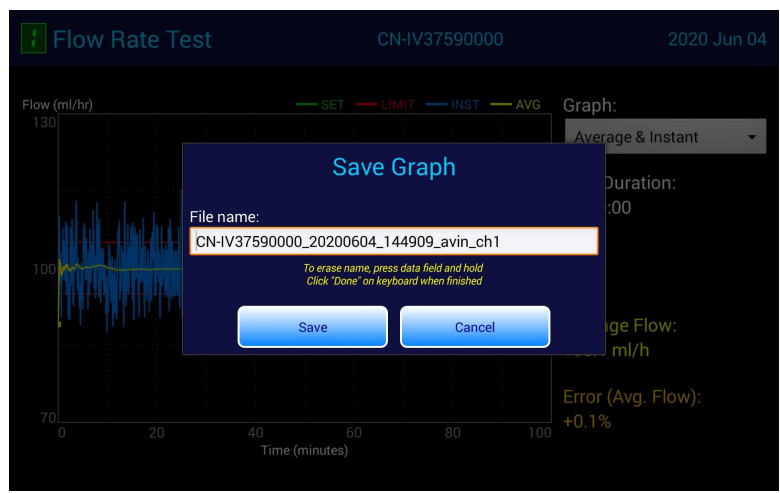 1 Flow Rate Test CN-IV37590000 2020 Jun 04
Flow (ml/hr) SET LIMIT INST AVG Graph:
130
Average & Instant
Save Graph
Duration:
:00
File name:
CN-IV37590000_20200604_144909_avin_ch1
To erase name, press data field and hold
Click "Done" on keyboard when finished
100
Save Cancel
Flow:
ml/h
Error (Avg. Flow):
+0.1%
70
0 20 40 60 80 100
Time (minutes)